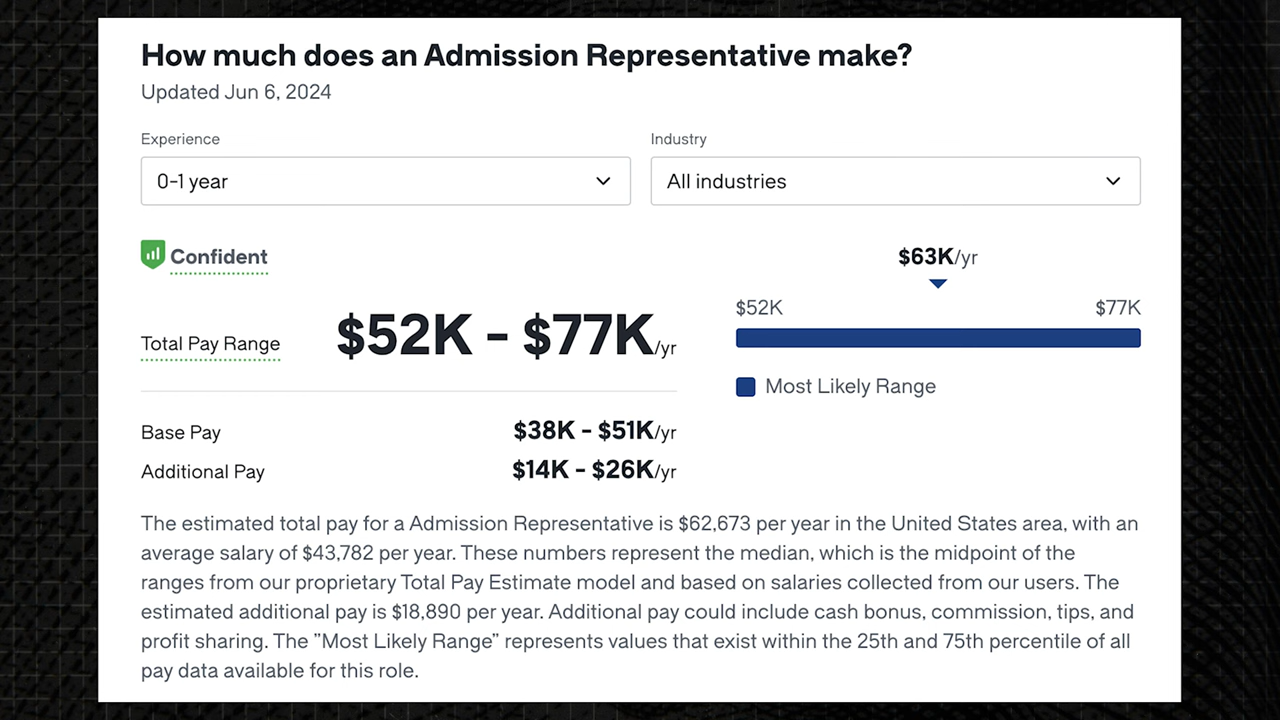 How much does an Admission Representative make?
Updated Jun 6, 2024
Experience
Industry
0-1 year
All industries
Confident
$63K/yr
$52K
$77K
Total Pay Range
$52K - $77K/yr
Most Likely Range
Base Pay
$38K - $51K/yr
Additional Pay
$14K - $26K/yr
The estimated total pay for a Admission Representative is $62,673 per year in the United States area, with an
average salary of $43,782 per year. These numbers represent the median, which is the midpoint of the
ranges from our proprietary Total Pay Estimate model and based on salaries collected from our users. The
estimated additional pay is $18,890 per year. Additional pay could include cash bonus, commission, tips, and
profit sharing. The ”Most Likely Range” represents values that exist within the 25th and 75th percentile of all
pay data available for this role.